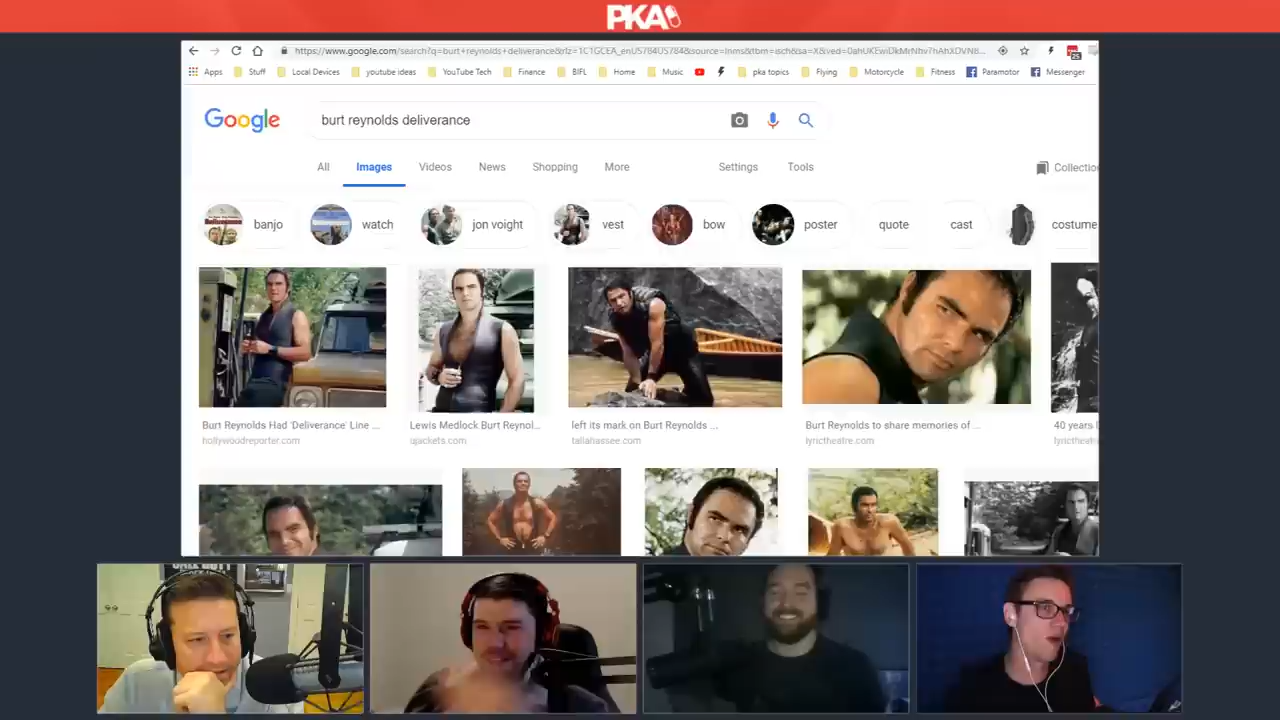 PKA
https://www.google.com/search?q=burt+reynolds+deliverance
Apps Stuff Local Devices youtube ideas YouTube Tech Finance BIFL Home Music pka topics Flying Motorcycle Fitness Paramotor Messenger
Google burt reynolds deliverance
All Images Videos News Shopping More Settings Tools Collectio
banjo watch jon voight vest bow poster quote cast costume
Burt Reynolds Had 'Deliverance' Line ... Lewis Medlock Burt Reynol... left its mark on Burt Reynolds ... Burt Reynolds to share memories of ... 40 years
hollywoodreporter.com ujackets.com tallahassee.com lyrictheatre.com lyricthe